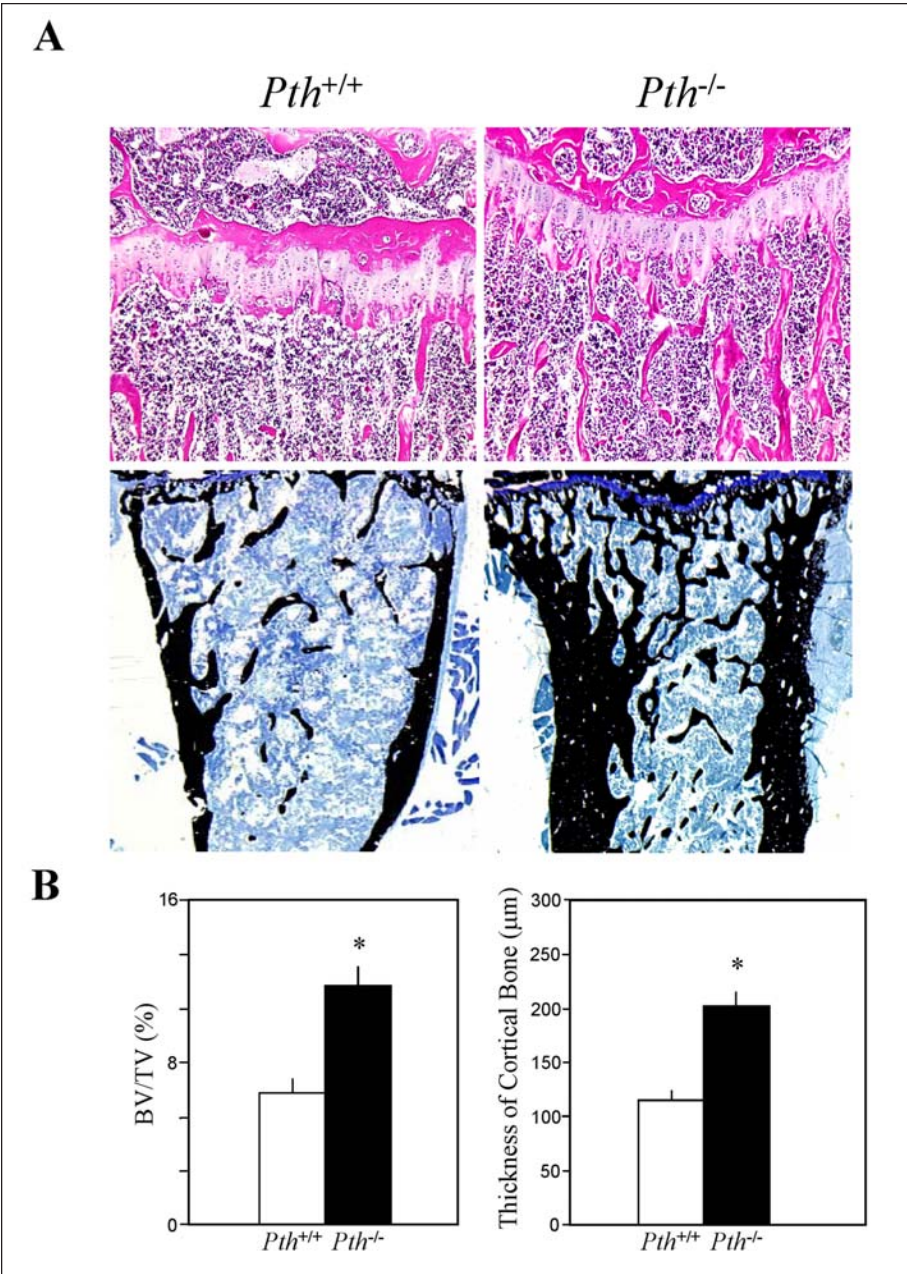 A
Pth+/+ Pth-/-
B
BV/TV (%)
16
8
0
*
Pth+/+ Pth-/-
Thickness of Cortical Bone (μm)
300
250
200
150
100
50
0
*
Pth+/+ Pth-/-